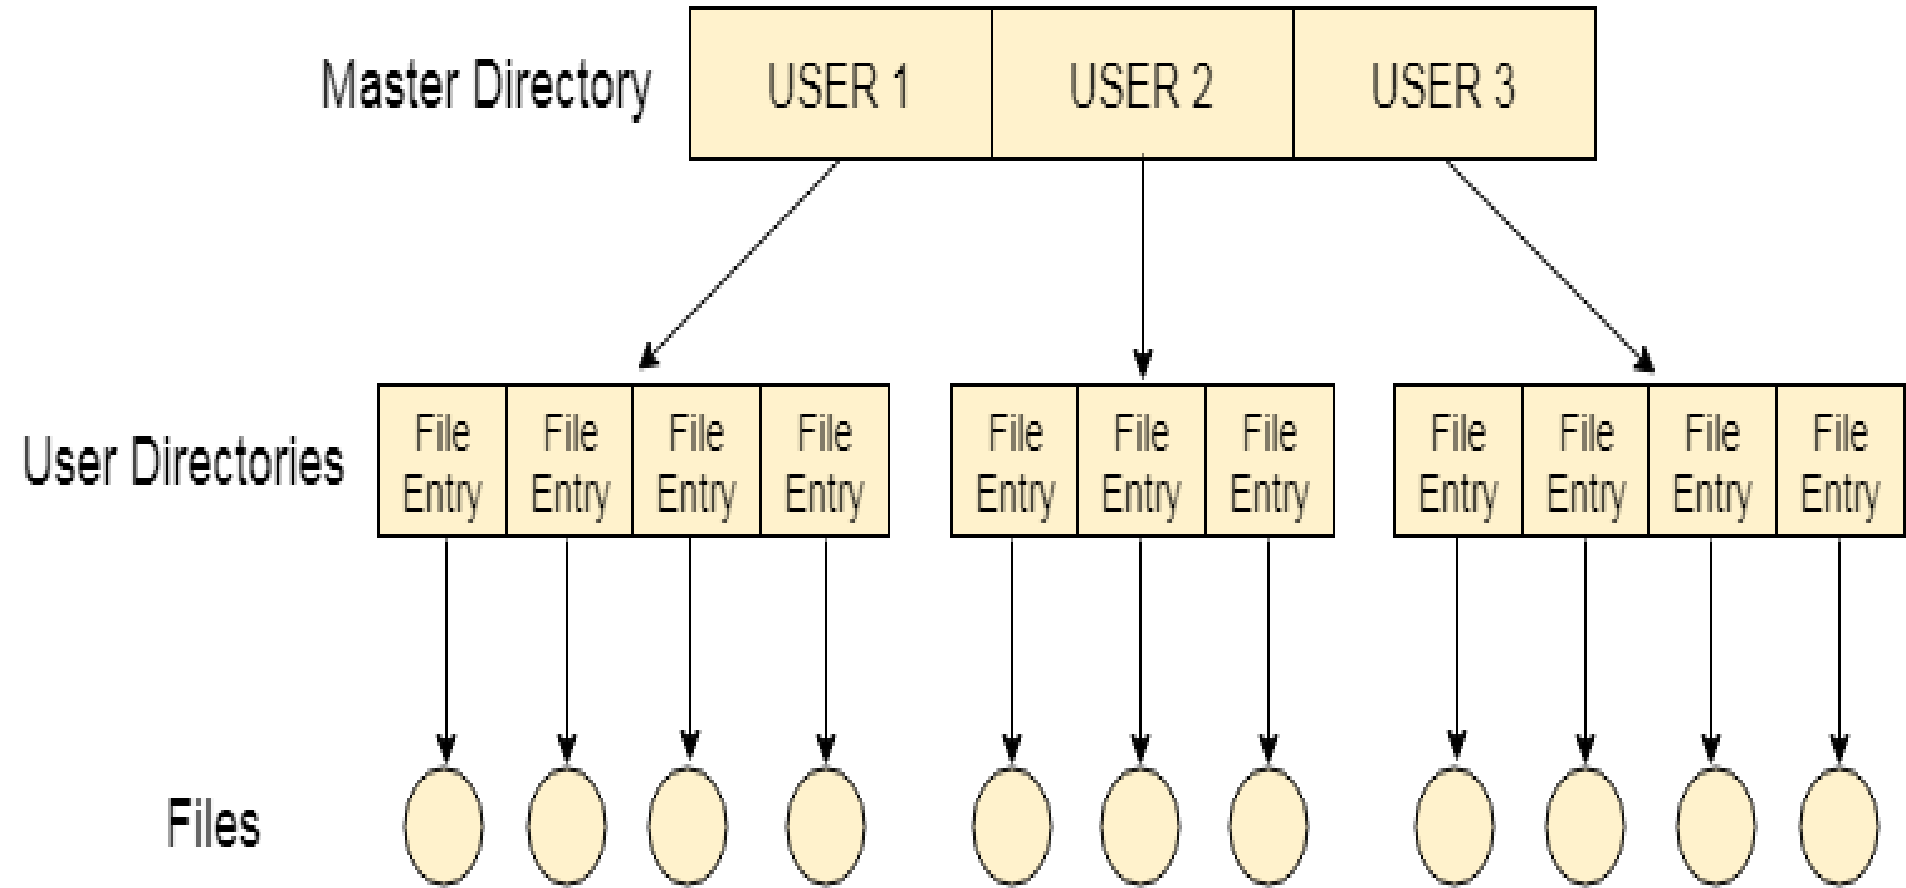 Master Directory
USER 1
USER 2
USER 3
User Directories
File
Entry
File
Entry
File
Entry
File
Entry
File
Entry
File
Entry
File
Entry
File
Entry
File
Entry
File
Entry
File
Entry
Files